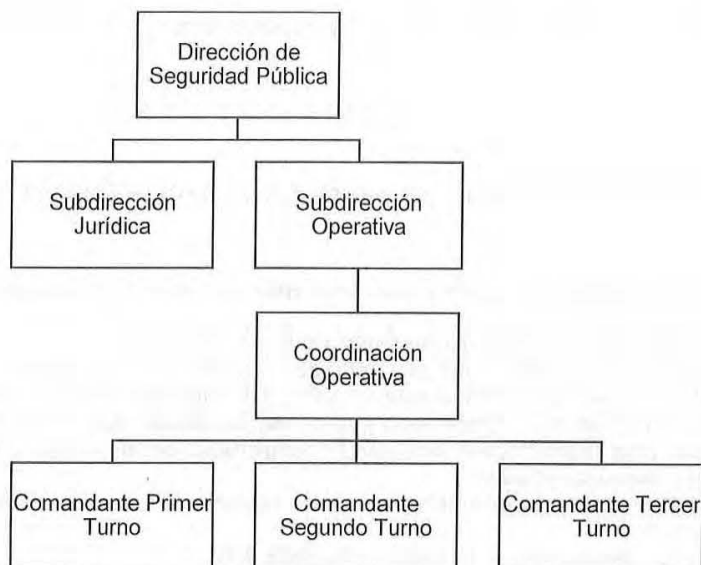 Dirección de
Seguridad Pública
Subdirección
Jurídica
Subdirección
Operativa
Coordinación
Operativa
Comandante Primer
Turno
Comandante
Segundo Turno
Comandante Tercer
Turno